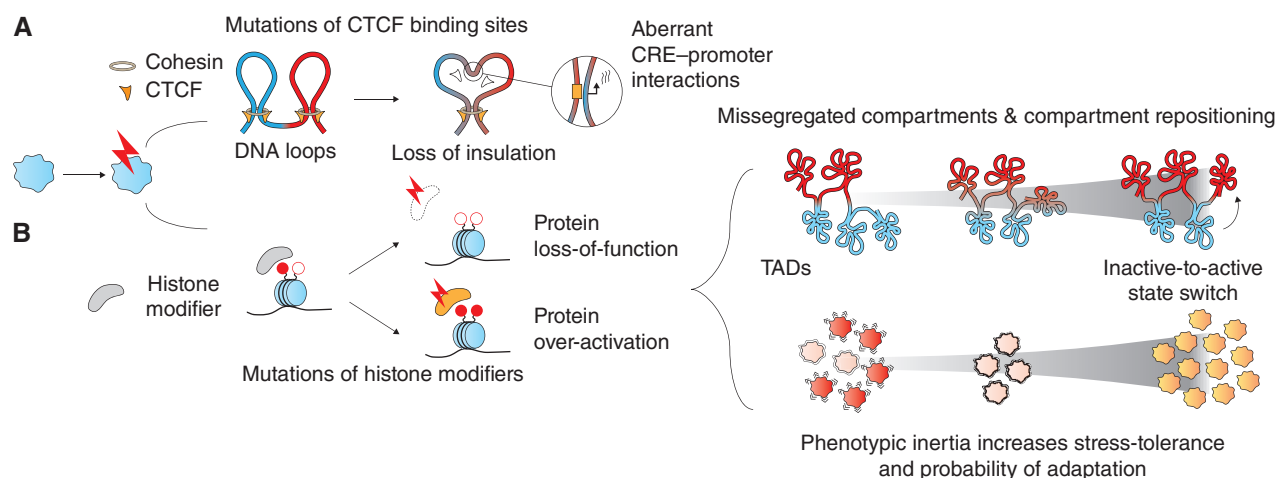 A
Mutations of CTCF binding sites
Cohesin
CTCF
DNA loops
Loss of insulation
Aberrant
CRE–promoter
interactions
B
Histone
modifier
Protein
loss-of-function
Protein
over-activation
Mutations of histone modifiers
Missegregated compartments & compartment repositioning
TADs
Inactive-to-active
state switch
Phenotypic inertia increases stress-tolerance
and probability of adaptation